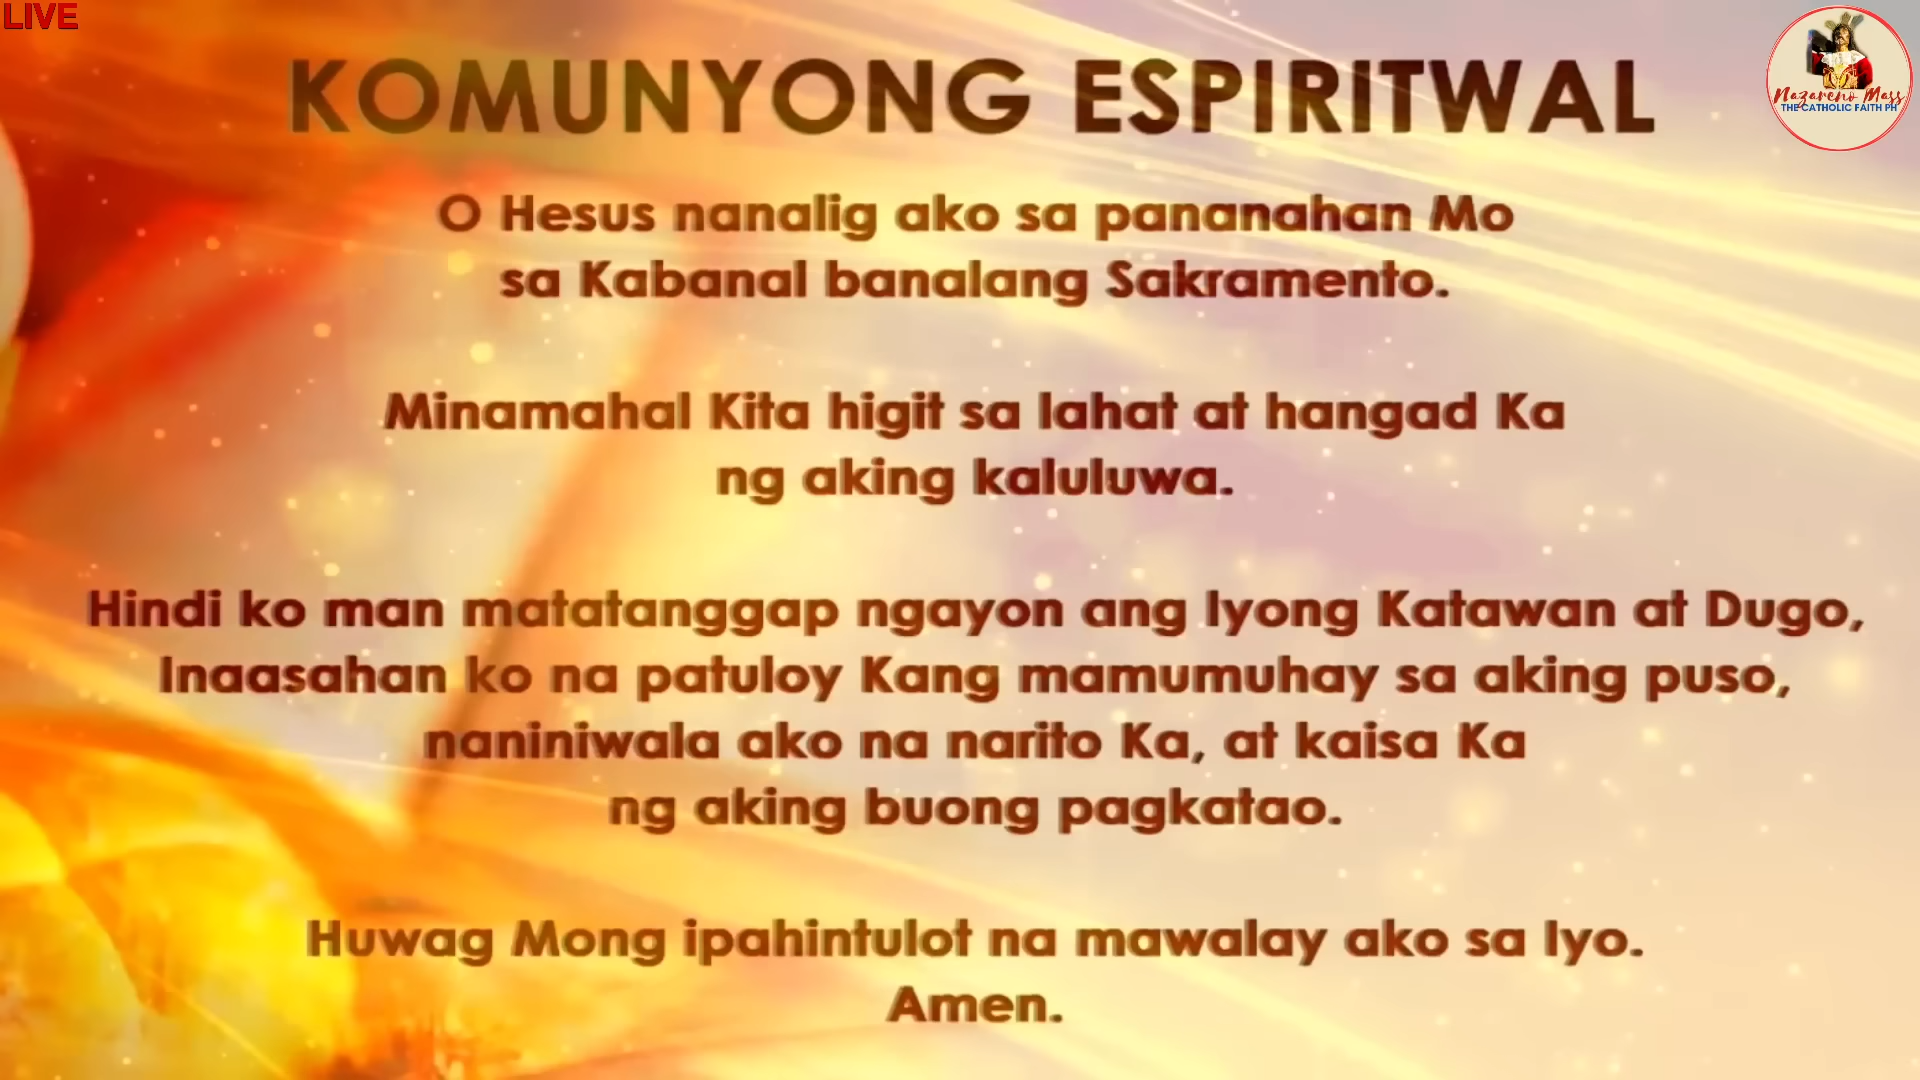 LIVE
KOMUNYONG ESPIRITWAL
Nazareno Mass
THE CATHOLIC FAITH PH
O Hesus nanalig ako sa pananahan Mo
sa Kabanal banalang Sakramento.
Minamahal Kita higit sa lahat at hangad Ka
ng aking kaluluwa.
Hindi ko man matatanggap ngayon ang Iyong Katawan at Dugo,
Inaasahan ko na patuloy Kang mamumuhay sa aking puso,
naniniwala ako na narito Ka, at kaisa Ka
ng aking buong pagkatao.
Huwag Mong ipahintulot na mawalay ako sa Iyo.
Amen.